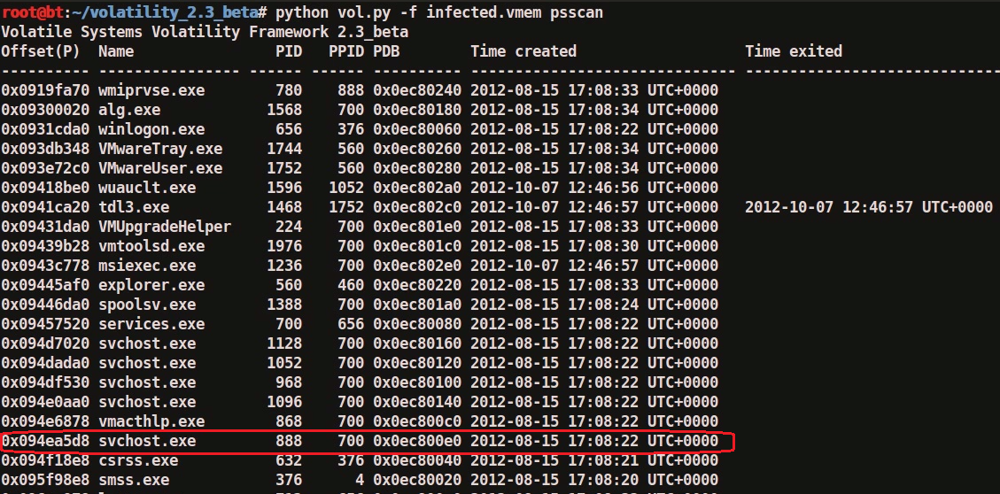 root@bt:~/volatility_2.3_beta# python vol.py -f infected.vmem psscan
Volatile Systems Volatility Framework 2.3_beta
Offset(P)  Name                PID   PPID PDB        Time created                   Time exited
---------- ---------------- ------ ------ ---------- ------------------------------ -----------------------------
0x0919fa70 wmiprvse.exe        780    888 0x0ec80240 2012-08-15 17:08:33 UTC+0000
0x09300020 alg.exe            1568    700 0x0ec80180 2012-08-15 17:08:34 UTC+0000
0x0931cda0 winlogon.exe        656    376 0x0ec80060 2012-08-15 17:08:22 UTC+0000
0x093db348 VMwareTray.exe     1744    560 0x0ec80260 2012-08-15 17:08:34 UTC+0000
0x093e72c0 VMwareUser.exe     1752    560 0x0ec80280 2012-08-15 17:08:34 UTC+0000
0x09418be0 wuauclt.exe        1596   1052 0x0ec802a0 2012-10-07 12:46:56 UTC+0000
0x0941ca20 tdl3.exe           1468   1752 0x0ec802c0 2012-10-07 12:46:57 UTC+0000   2012-10-07 12:46:57 UTC+0000
0x09431da0 VMUpgradeHelper     224    700 0x0ec801e0 2012-08-15 17:08:33 UTC+0000
0x09439b28 vmtoolsd.exe       1976    700 0x0ec801c0 2012-08-15 17:08:30 UTC+0000
0x0943c778 msiexec.exe        1236    700 0x0ec802e0 2012-10-07 12:46:57 UTC+0000
0x09445af0 explorer.exe        560    460 0x0ec80220 2012-08-15 17:08:33 UTC+0000
0x09446da0 spoolsv.exe        1388    700 0x0ec801a0 2012-08-15 17:08:24 UTC+0000
0x09457520 services.exe        700    656 0x0ec80080 2012-08-15 17:08:22 UTC+0000
0x094d7020 svchost.exe        1128    700 0x0ec80160 2012-08-15 17:08:22 UTC+0000
0x094dada0 svchost.exe        1052    700 0x0ec80120 2012-08-15 17:08:22 UTC+0000
0x094df530 svchost.exe         968    700 0x0ec80100 2012-08-15 17:08:22 UTC+0000
0x094e0aa0 svchost.exe        1096    700 0x0ec80140 2012-08-15 17:08:22 UTC+0000
0x094e6878 vmacthlp.exe        868    700 0x0ec800c0 2012-08-15 17:08:22 UTC+0000
0x094ea5d8 svchost.exe         888    700 0x0ec800e0 2012-08-15 17:08:22 UTC+0000
0x094f18e8 csrss.exe           632    376 0x0ec80040 2012-08-15 17:08:21 UTC+0000
0x095f98e8 smss.exe            376      4 0x0ec80020 2012-08-15 17:08:20 UTC+0000